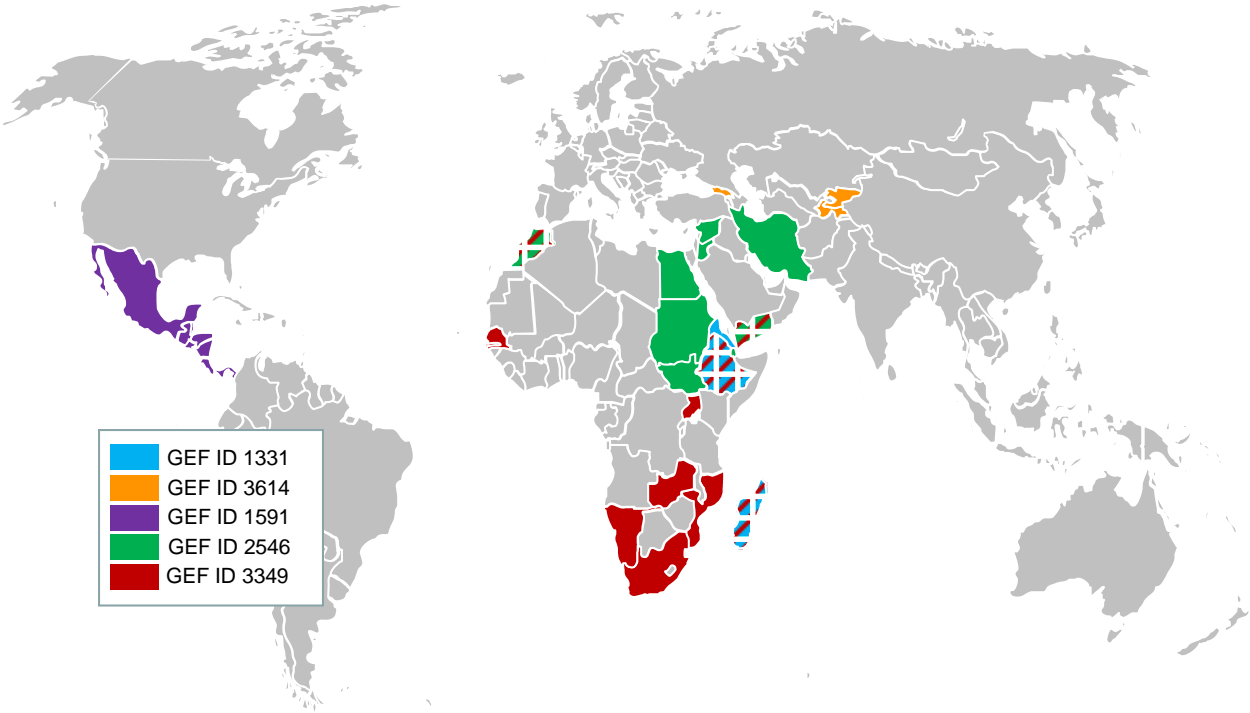 GEF ID 1331
GEF ID 3614
GEF ID 1591
GEF ID 2546
GEF ID 3349